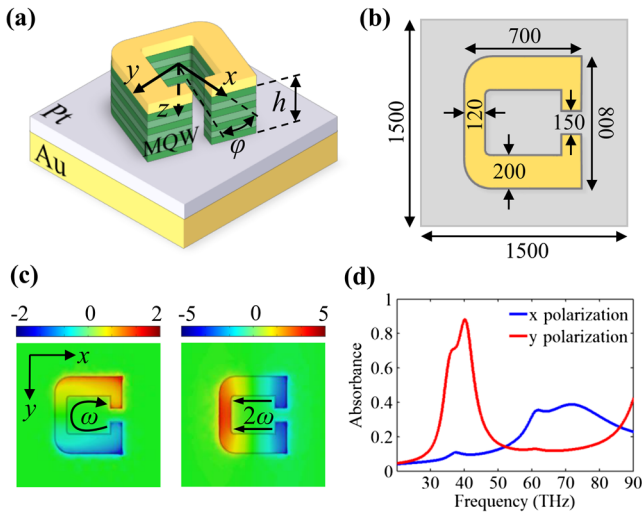 (a)
y
x
z
h
MQW
φ
Pt
Au
(b)
700
1500
120
150
800
200
1500
(c)
-2 0 2
-5 0 5
x
y
ω
2ω
(d)
1
0.8
0.6
0.4
0.2
0
x polarization
y polarization
Absorbance
30 40 50 60 70 80 90
Frequency (THz)